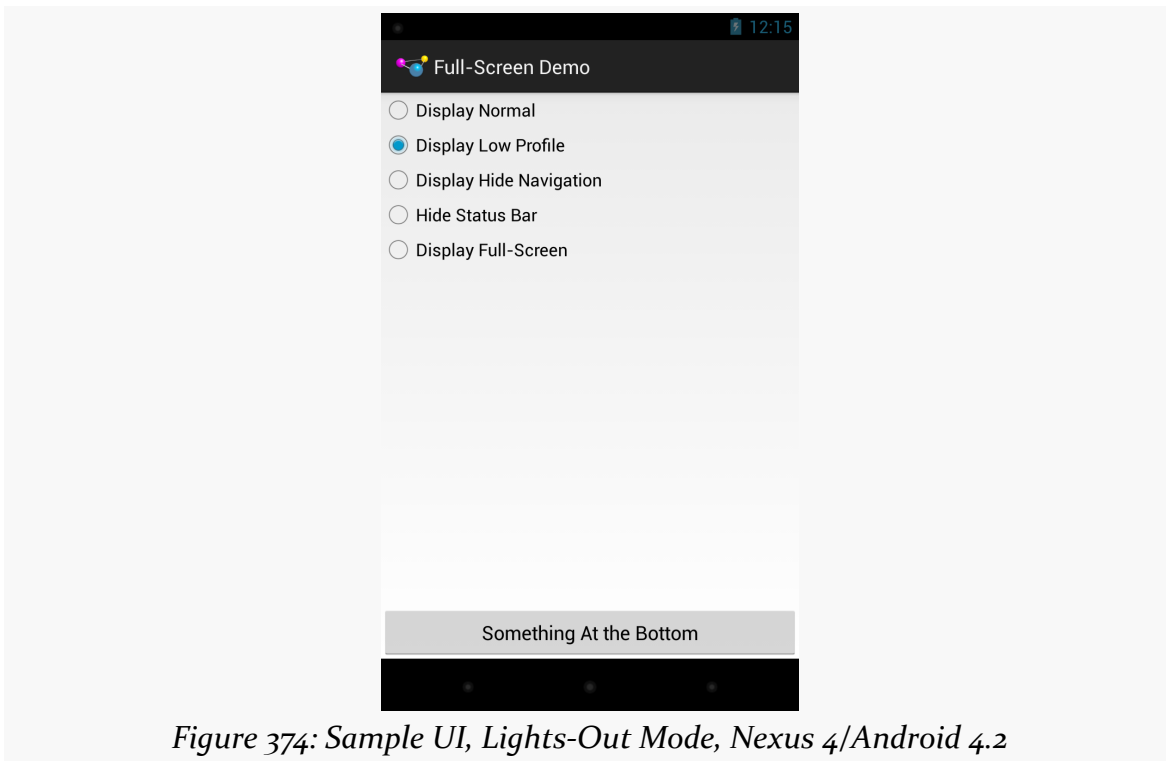 12:15
Full-Screen Demo
Display Normal
Display Low Profile
Display Hide Navigation
Hide Status Bar
Display Full-Screen
Something At the Bottom
Figure 374: Sample UI, Lights-Out Mode, Nexus 4/Android 4.2